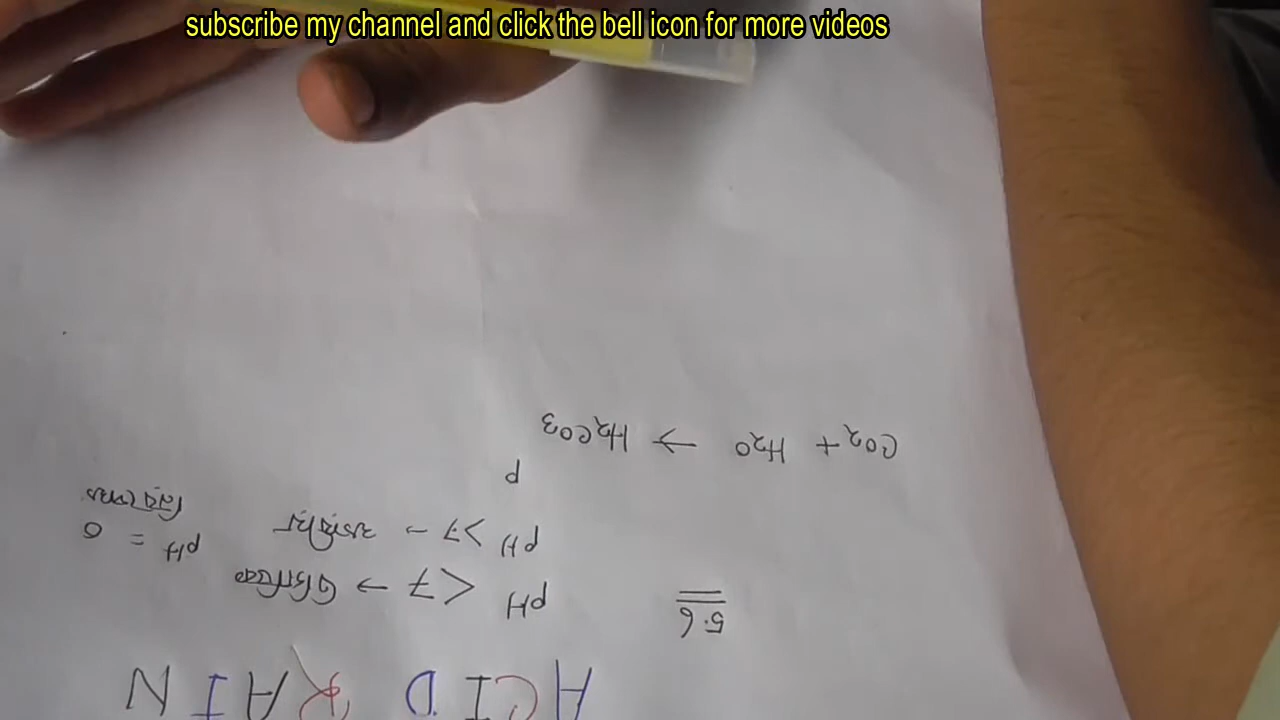 subscribe my channel and click the bell icon for more videos
ACID RAIN
5.6
pH > 7 →
pH < 7 →
pH = 0
p
CO2 + H2O → H2CO3